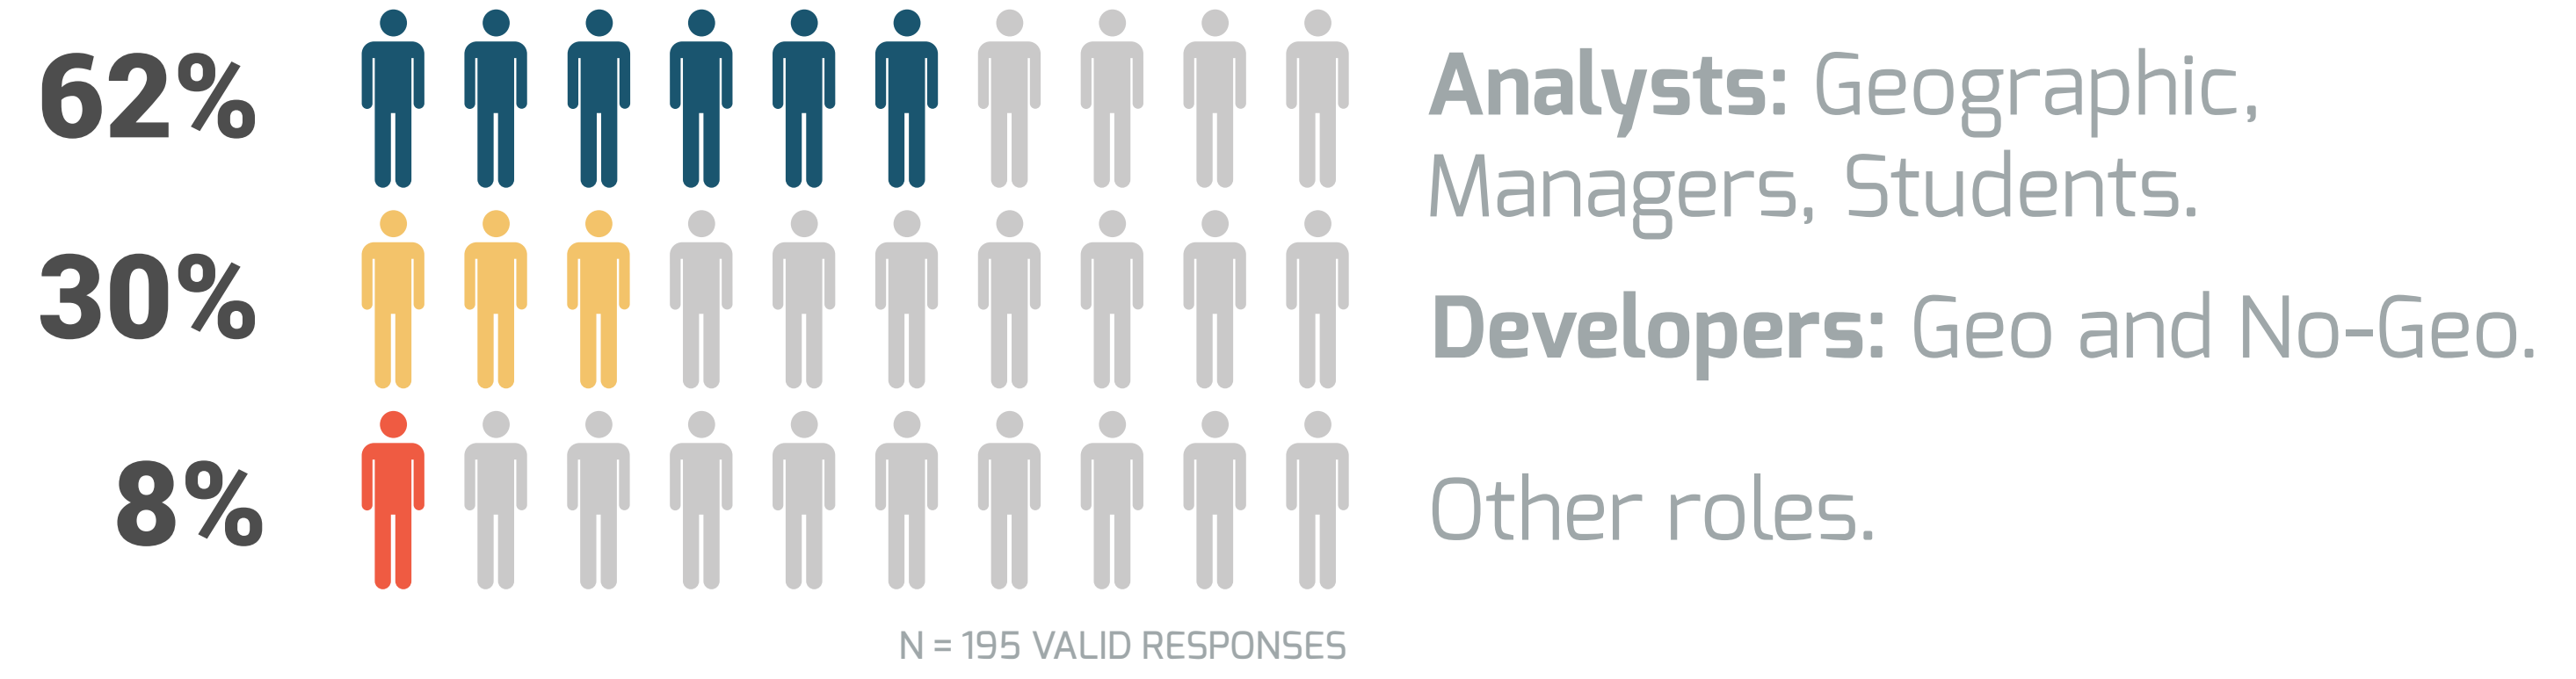 62%
Analysts: Geographic,
Managers, Students.
30%
Developers: Geo and No-Geo.
8%
Other roles.
N = 195 VALID RESPONSES